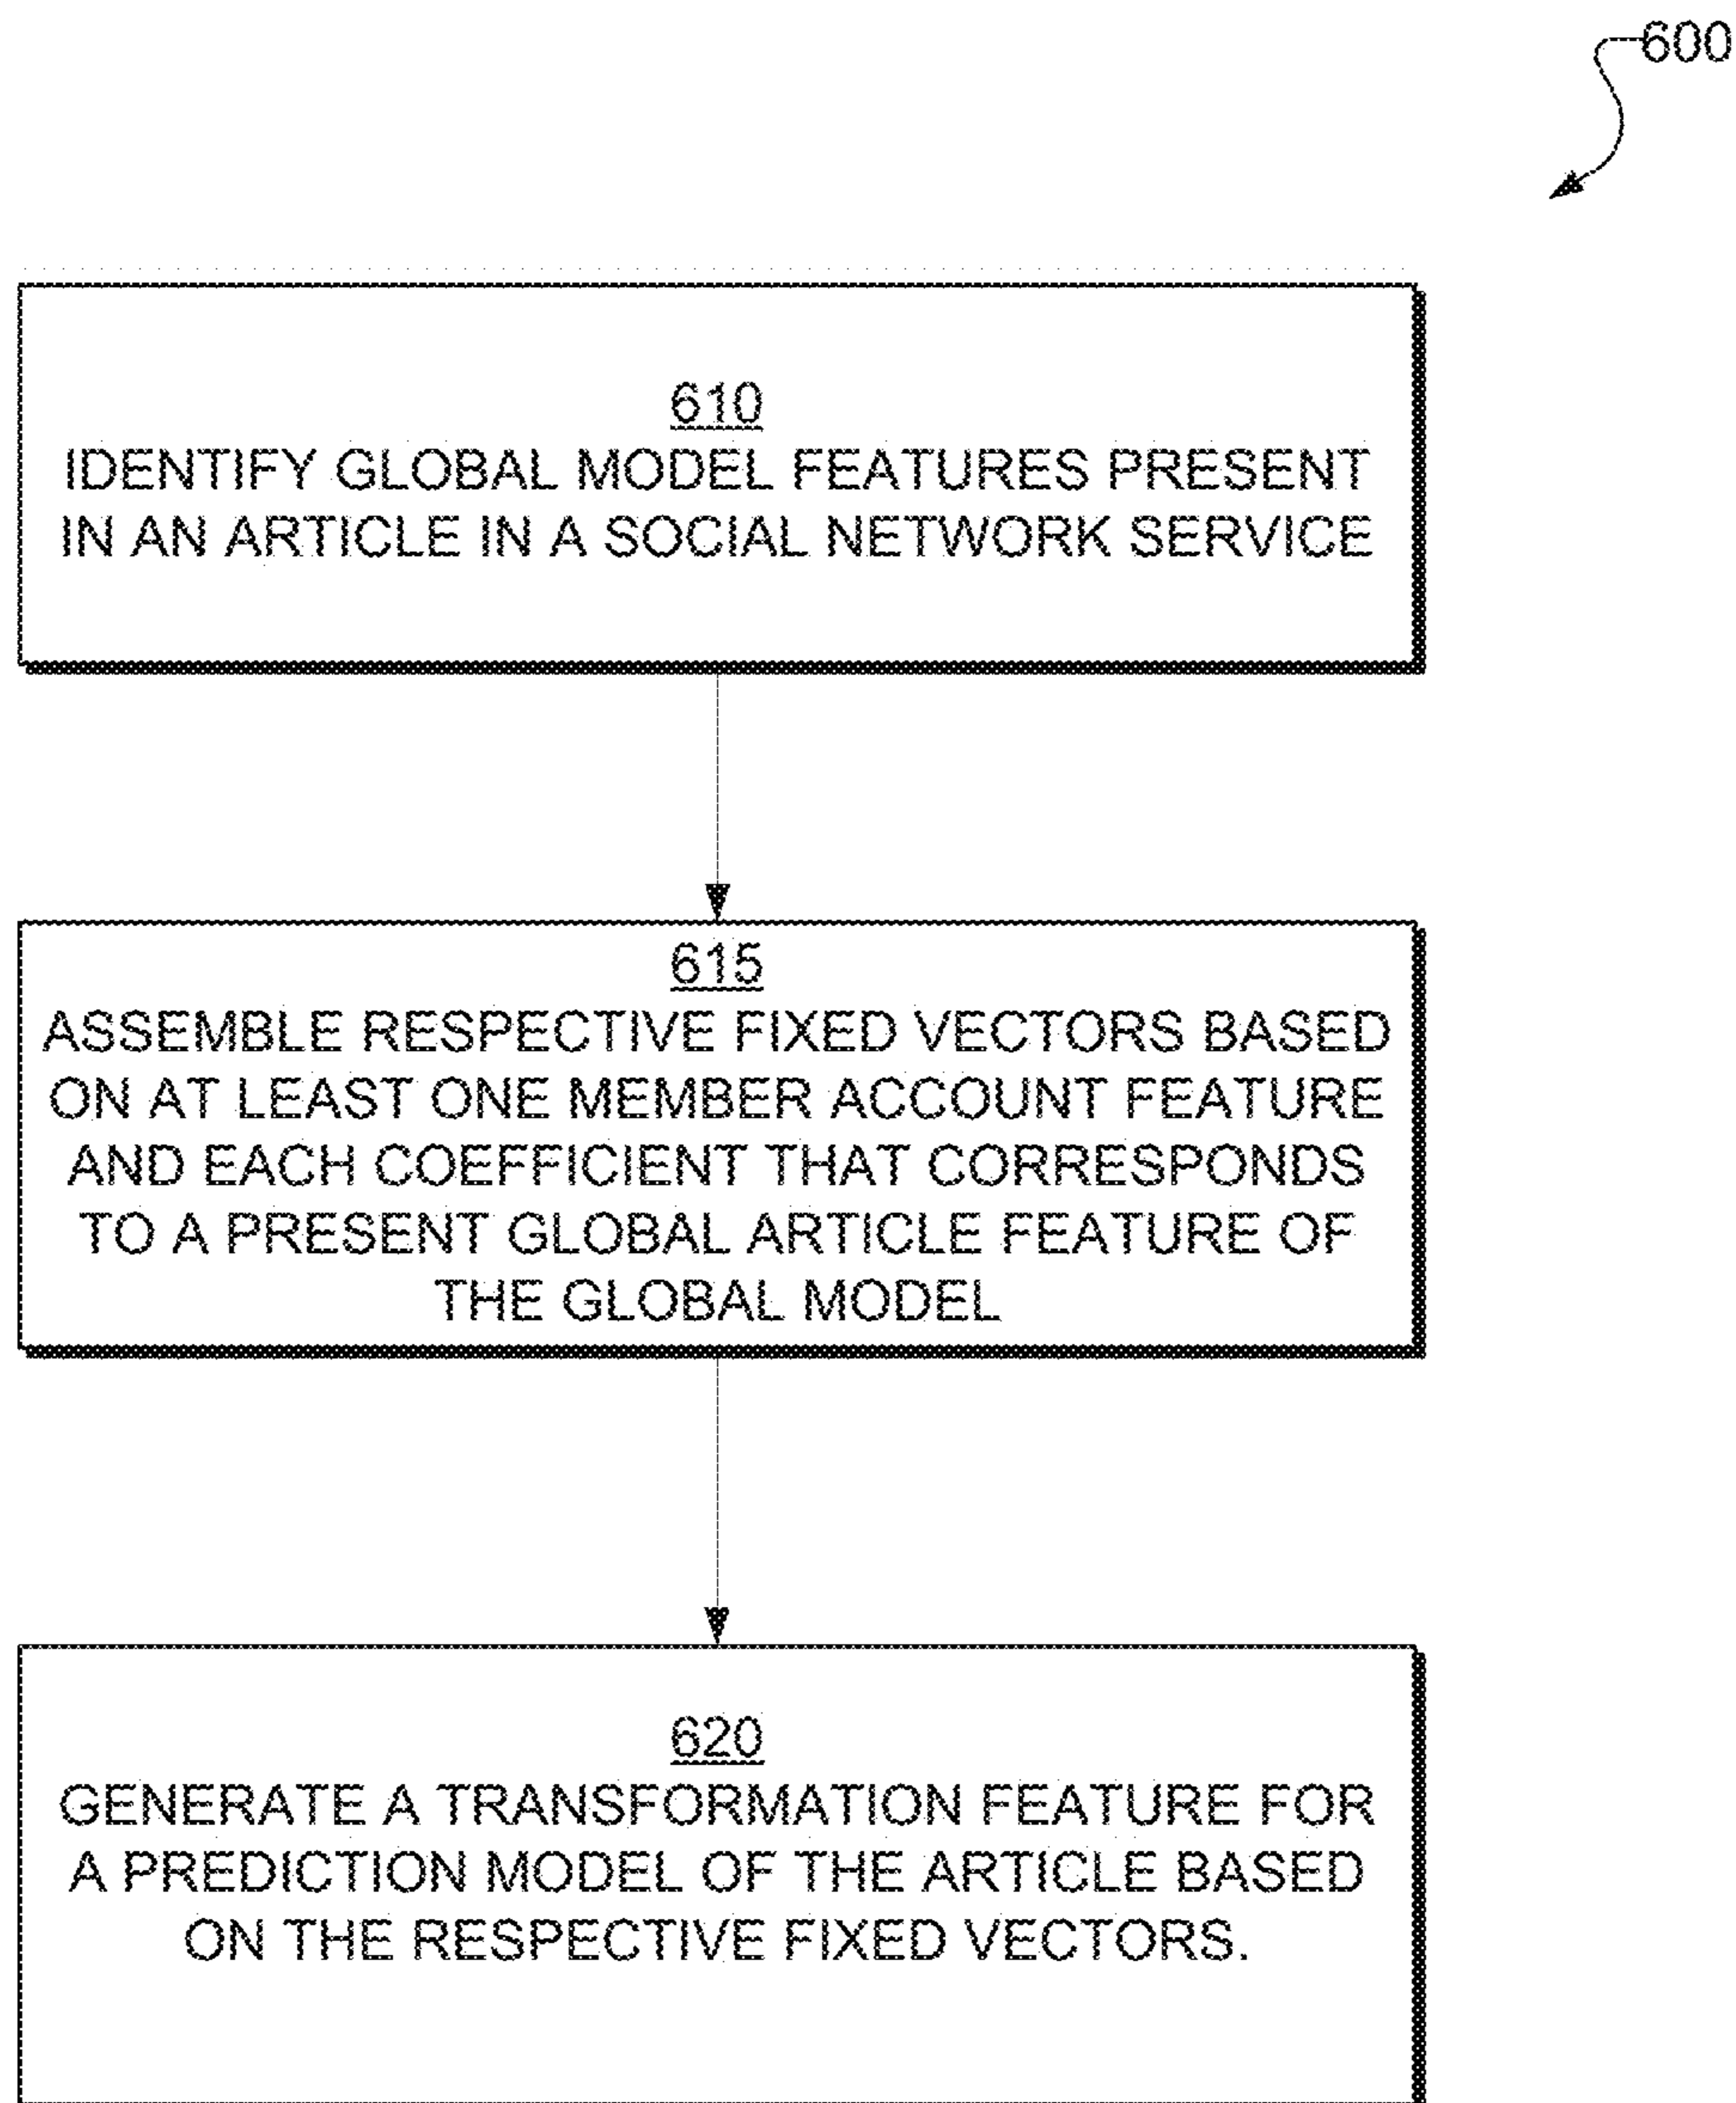 600
610
IDENTIFY GLOBAL MODEL FEATURES PRESENT
IN AN ARTICLE IN A SOCIAL NETWORK SERVICE
615
ASSEMBLE RESPECTIVE FIXED VECTORS BASED
ON AT LEAST ONE MEMBER ACCOUNT FEATURE
AND EACH COEFFICIENT THAT CORRESPONDS
TO A PRESENT GLOBAL ARTICLE FEATURE OF
THE GLOBAL MODEL
620
GENERATE A TRANSFORMATION FEATURE FOR
A PREDICTION MODEL OF THE ARTICLE BASED
ON THE RESPECTIVE FIXED VECTORS.